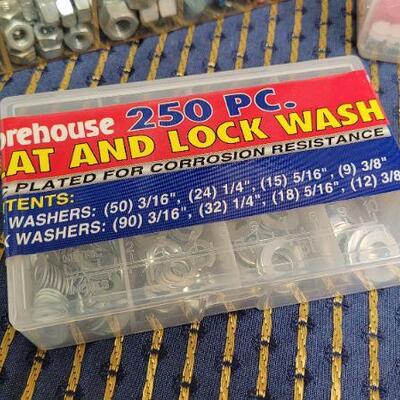 orehouse 250 PC.
AT AND LOCK WASH
PLATED FOR CORROSION RESISTANCE
TENTS:
WASHERS: (50) 3/16", (24) 1/4", (15) 5/16", (9) 3/8"
WASHERS: (90) 3/16", (32) 1/4", (18) 5/16", (12) 3/8